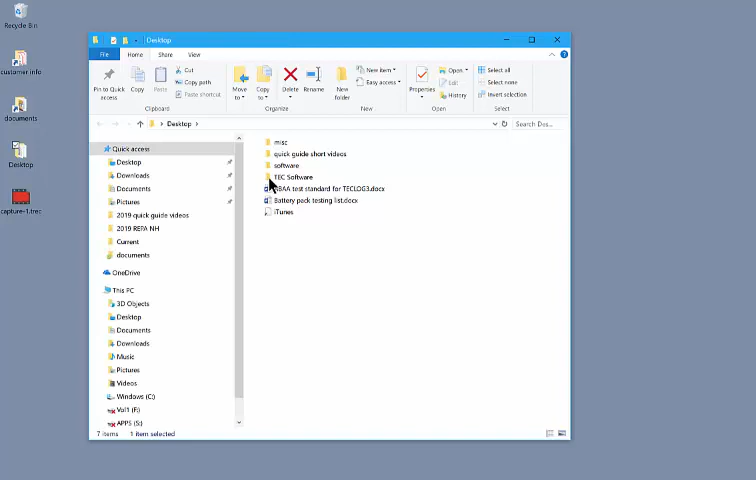 Recycle Bin
customer info
documents
Desktop
capture-1.trec
Desktop
File Home Share View
Pin to Quick access
Copy
Paste
Cut
Copy path
Paste shortcut
Clipboard
Move to
Copy to
Delete
Rename
Organize
New folder
New item
Easy access
New
Properties
Open
Edit
History
Open
Select all
Select none
Invert selection
Select
Desktop
Search Des...
Quick access
Desktop
Downloads
Documents
Pictures
2019 quick guide videos
2019 REPA NH
Current
documents
OneDrive
This PC
3D Objects
Desktop
Documents
Downloads
Music
Pictures
Videos
Windows (C:)
Vol1 (F:)
APPS (S:)
misc
quick guide short videos
software
TEC Software
test standard for TECLOG3.docx
Battery pack testing list.docx
iTunes
7 items 1 item selected